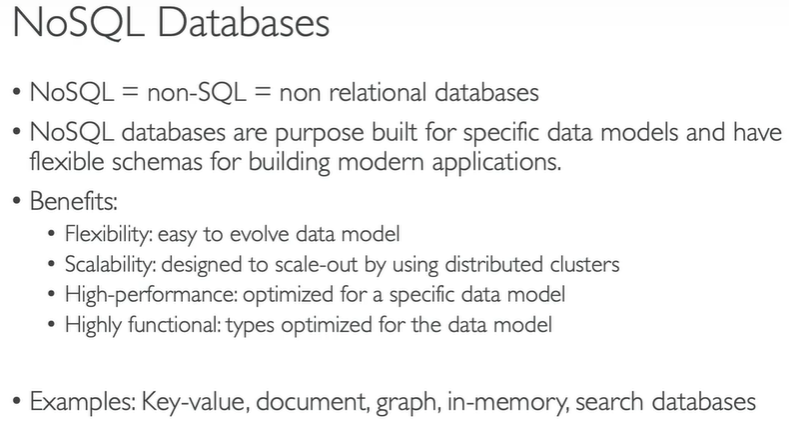 NoSQL Databases
• NoSQL = non-SQL = non relational databases
• NoSQL databases are purpose built for specific data models and have
flexible schemas for building modern applications.
• Benefits:
• Flexibility: easy to evolve data model
• Scalability: designed to scale-out by using distributed clusters
• High-performance: optimized for a specific data model
• Highly functional: types optimized for the data model
• Examples: Key-value, document, graph, in-memory, search databases